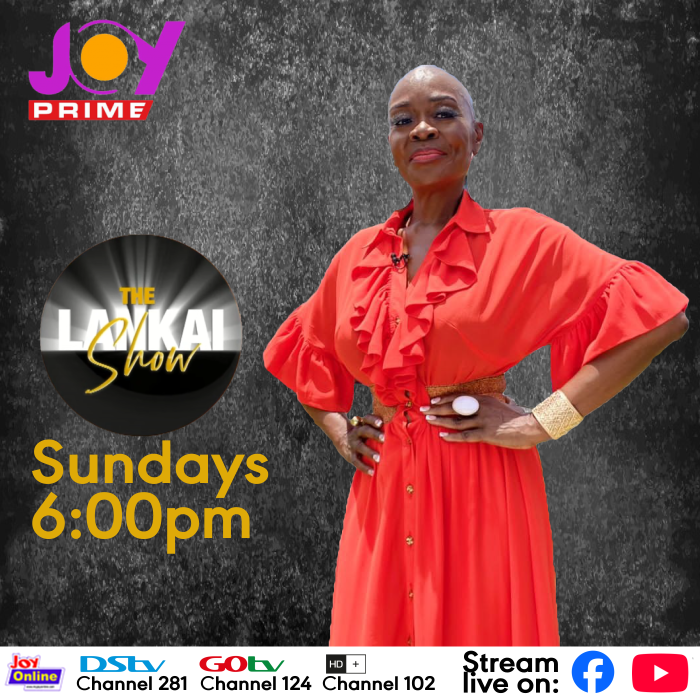 JOY
PRIME
THE
LAYKAI
Show
Sundays
6:00pm
Joy
Online
DStv
Channel 281
GOtv
Channel 124
HD +
Channel 102
Stream
live on: